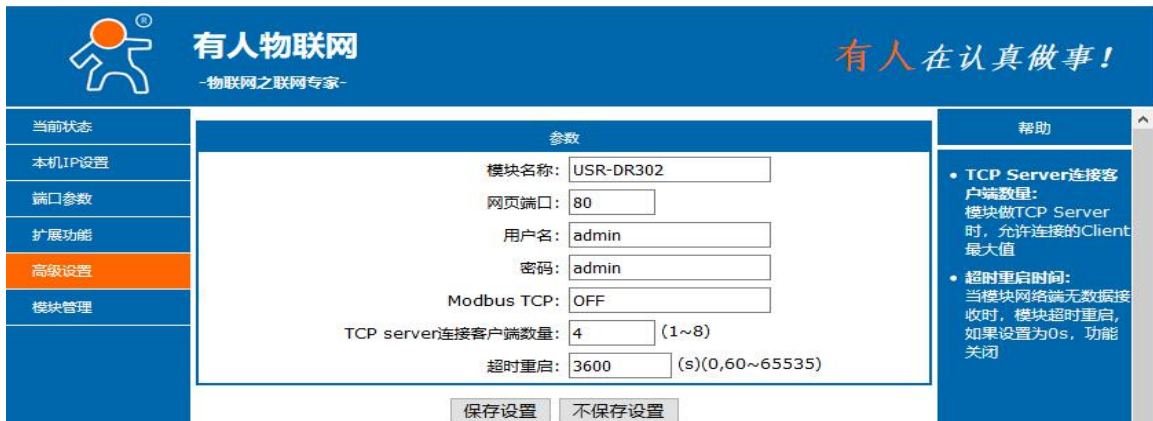 ®
有人物联网
-物联网之联网专家-
有人在认真做事!
当前状态
本机IP设置
端口参数
扩展功能
高级设置
模块管理
参数
模块名称: USR-DR302
网页端口: 80
用户名: admin
密码: admin
Modbus TCP: OFF
TCP server连接客户端数量: 4 (1~8)
超时重启: 3600 (s)(0,60~65535)
保存设置 不保存设置
帮助
• TCP Server连接客
户端数量:
模块做TCP Server
时，允许连接的Client
最大值
• 超时重启时间:
当模块网络端无数据接
收时，模块超时重启，
如果设置为0s，功能
关闭